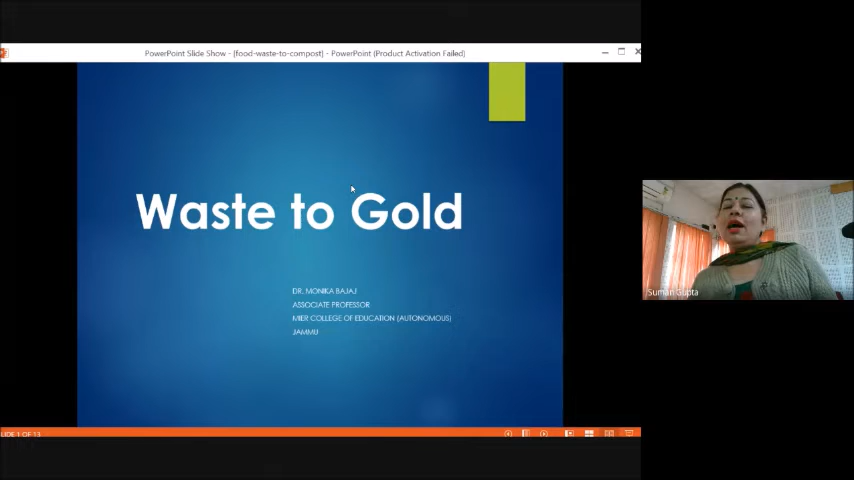 PowerPoint Slide Show - [food-waste-to-compost] - PowerPoint (Product Activation Failed)
Waste to Gold
DR. MONIKA BAJAJ
ASSOCIATE PROFESSOR
MIER COLLEGE OF EDUCATION (AUTONOMOUS)
JAMMU
Suman Gupta
LIDE 1 OF 13